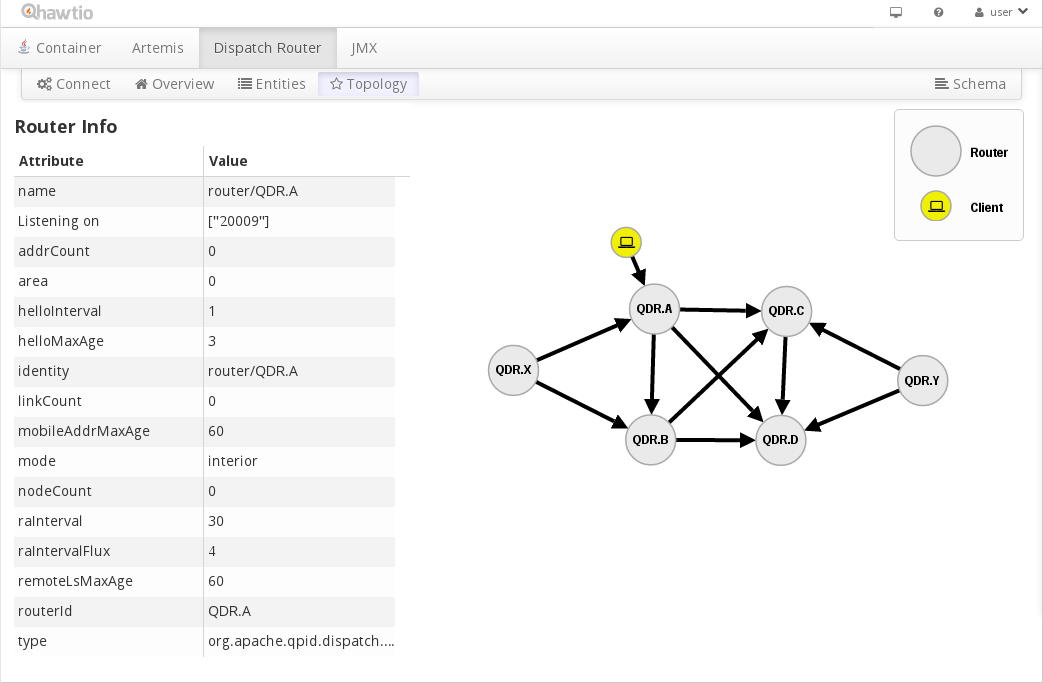 hawtio
user
Container Artemis Dispatch Router JMX
Connect Overview Entities Topology Schema
Router Info
Attribute Value
name router/QDR.A
Listening on ["20009"]
addrCount 0
area 0
helloInterval 1
helloMaxAge 3
identity router/QDR.A
linkCount 0
mobileAddrMaxAge 60
mode interior
nodeCount 0
raInterval 30
raIntervalFlux 4
remoteLsMaxAge 60
routerId QDR.A
type org.apache.qpid.dispatch....
Router
Client
QDR.A
QDR.C
QDR.X
QDR.Y
QDR.B
QDR.D